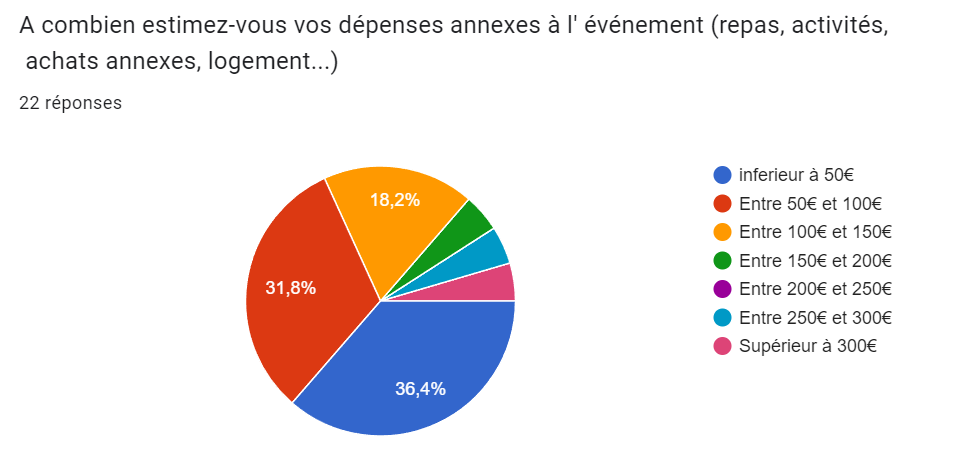 A combien estimez-vous vos dépenses annexes à l' événement (repas, activités,
achats annexes, logement...)
22 réponses
18,2%
31,8%
36,4%
inferieur à 50€
Entre 50€ et 100€
Entre 100€ et 150€
Entre 150€ et 200€
Entre 200€ et 250€
Entre 250€ et 300€
Supérieur à 300€